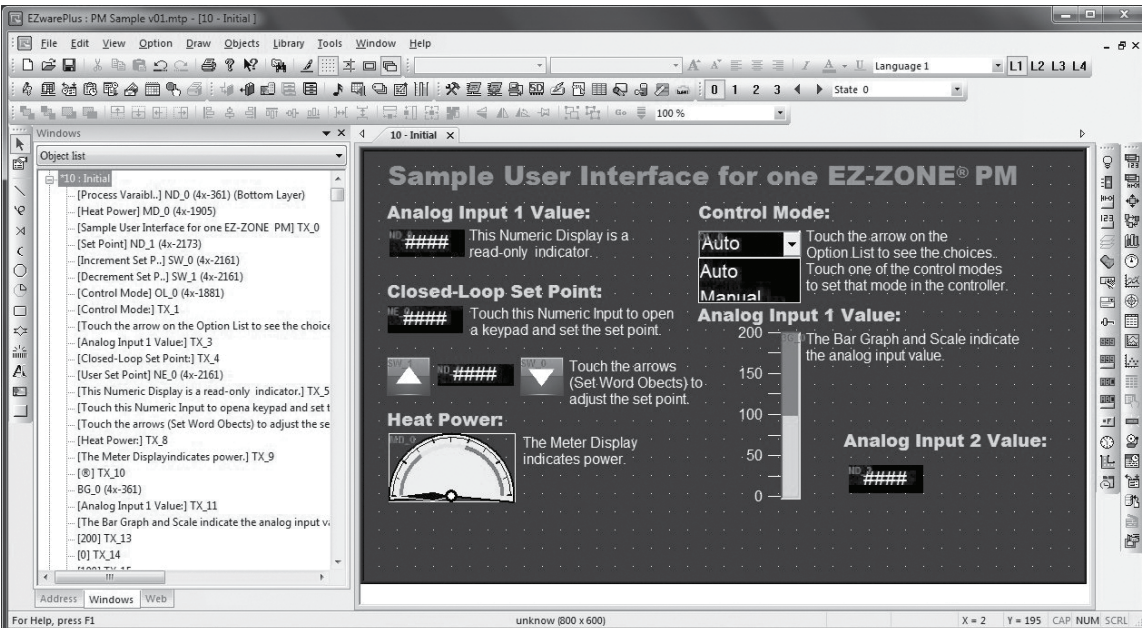 EZwarePlus : PM Sample v01.mtp - [10 - Initial ]
File Edit View Option Draw Objects Library Tools Window Help
Language 1 L1 L2 L3 L4
0 1 2 3 State 0
100 %
Windows
10 - Initial
Object list
*10 : Initial
[Process Varaibl..] ND_0 (4x-361) (Bottom Layer)
[Heat Power] MD_0 (4x-1905)
[Sample User Interface for one EZ-ZONE PM] TX_0
[Set Point] ND_1 (4x-2173)
[Increment Set P..] SW_0 (4x-2161)
[Decrement Set P..] SW_1 (4x-2161)
[Control Mode] OL_0 (4x-1881)
[Control Mode:] TX_1
[Touch the arrow on the Option List to see the choice
[Analog Input 1 Value:] TX_3
[Closed-Loop Set Point:] TX_4
[User Set Point] NE_0 (4x-2161)
[This Numeric Display is a read-only indicator.] TX_5
[Touch this Numeric Input to opena keypad and set t
[Touch the arrows (Set Word Obects) to adjust the se
[Heat Power:] TX_8
[The Meter Displayindicates power.] TX_9
[®] TX_10
BG_0 (4x-361)
[Analog Input 1 Value:] TX_11
[The Bar Graph and Scale indicate the analog input va
[200] TX_13
[0] TX_14
[100] TX_15
Address Windows Web
Sample User Interface for one EZ-ZONE® PM
Analog Input 1 Value:
ND_0
####
This Numeric Display is a
read-only indicator.
Closed-Loop Set Point:
NE_0
####
Touch this Numeric Input to open
a keypad and set the set point.
SW_1
####
SW_0
Touch the arrows
(Set Word Obects) to
adjust the set point.
Heat Power:
MD_0
The Meter Display
indicates power.
Control Mode:
Auto
Auto
Manual
Touch the arrow on the
Option List to see the choices.
Touch one of the control modes
to set that mode in the controller.
Analog Input 1 Value:
200
150
100
50
0
BG_0
The Bar Graph and Scale indicate
the analog input value.
Analog Input 2 Value:
ND_2
####
For Help, press F1
unknow (800 x 600)
X = 2 Y = 195 CAP NUM SCRL